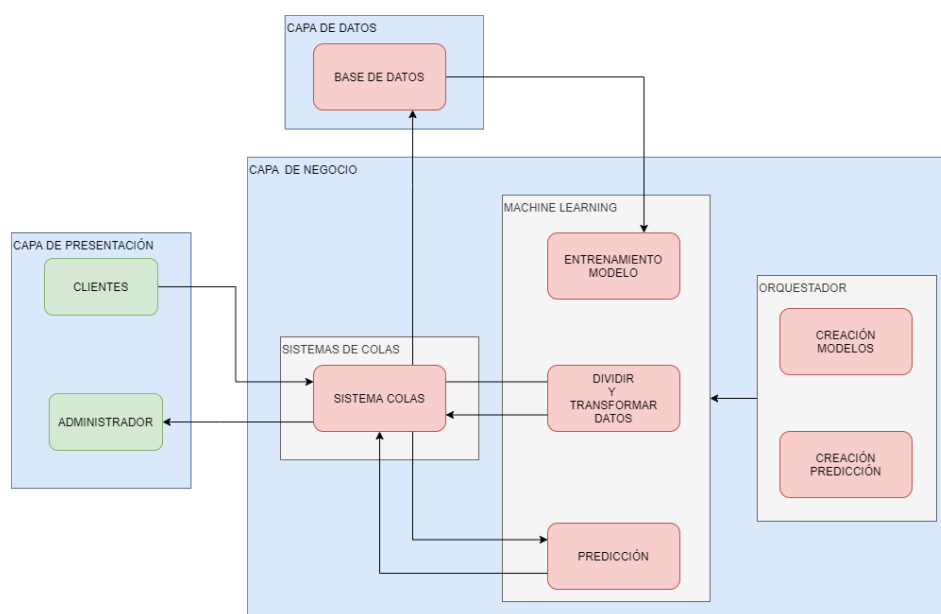 CAPA DE DATOS
BASE DE DATOS
CAPA DE NEGOCIO
MACHINE LEARNING
ENTRENAMIENTO
MODELO
CAPA DE PRESENTACIÓN
CLIENTES
ADMINISTRADOR
SISTEMAS DE COLAS
SISTEMA COLAS
DIVIDIR
Y
TRANSFORMAR
DATOS
PREDICCIÓN
ORQUESTADOR
CREACIÓN
MODELOS
CREACIÓN
PREDICCIÓN